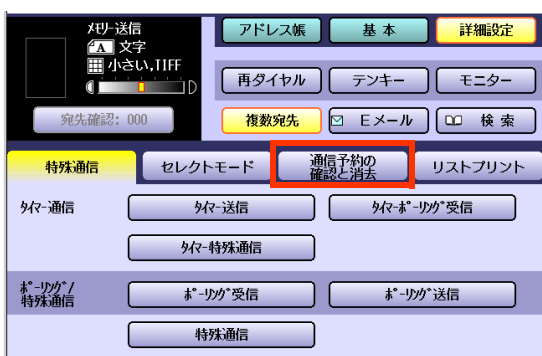 ﾒﾓﾘｰ送信
A 文字
小さい,TIFF
D
宛先確認: 000
アドレス帳
基本
詳細設定
再ダイヤル
テンキー
モニター
複数宛先
Eメール
検索
特殊通信
セレクトモード
通信予約の
確認と消去
リストプリント
ﾀｲﾏｰ通信
ﾀｲﾏｰ送信
ﾀｲﾏｰﾎﾟｰﾘﾝｸﾞ受信
ﾀｲﾏｰ特殊通信
ﾎﾟｰﾘﾝｸﾞ/
特殊通信
ﾎﾟｰﾘﾝｸﾞ受信
ﾎﾟｰﾘﾝｸﾞ送信
特殊通信